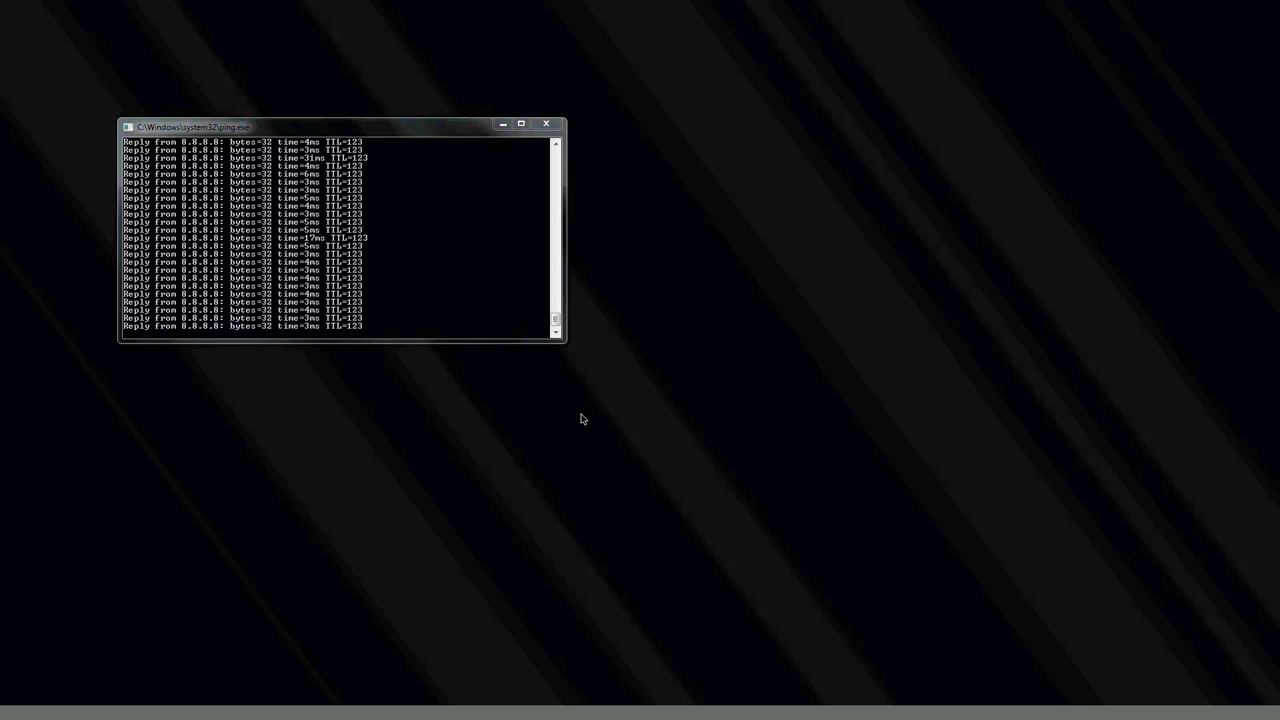 C:\Windows\system32\ping.exe
Reply from 8.8.8.8: bytes=32 time=4ms TTL=123
Reply from 8.8.8.8: bytes=32 time=3ms TTL=123
Reply from 8.8.8.8: bytes=32 time=31ms TTL=123
Reply from 8.8.8.8: bytes=32 time=4ms TTL=123
Reply from 8.8.8.8: bytes=32 time=6ms TTL=123
Reply from 8.8.8.8: bytes=32 time=3ms TTL=123
Reply from 8.8.8.8: bytes=32 time=3ms TTL=123
Reply from 8.8.8.8: bytes=32 time=5ms TTL=123
Reply from 8.8.8.8: bytes=32 time=4ms TTL=123
Reply from 8.8.8.8: bytes=32 time=3ms TTL=123
Reply from 8.8.8.8: bytes=32 time=5ms TTL=123
Reply from 8.8.8.8: bytes=32 time=5ms TTL=123
Reply from 8.8.8.8: bytes=32 time=17ms TTL=123
Reply from 8.8.8.8: bytes=32 time=5ms TTL=123
Reply from 8.8.8.8: bytes=32 time=3ms TTL=123
Reply from 8.8.8.8: bytes=32 time=4ms TTL=123
Reply from 8.8.8.8: bytes=32 time=3ms TTL=123
Reply from 8.8.8.8: bytes=32 time=4ms TTL=123
Reply from 8.8.8.8: bytes=32 time=3ms TTL=123
Reply from 8.8.8.8: bytes=32 time=4ms TTL=123
Reply from 8.8.8.8: bytes=32 time=3ms TTL=123
Reply from 8.8.8.8: bytes=32 time=4ms TTL=123
Reply from 8.8.8.8: bytes=32 time=3ms TTL=123
Reply from 8.8.8.8: bytes=32 time=3ms TTL=123